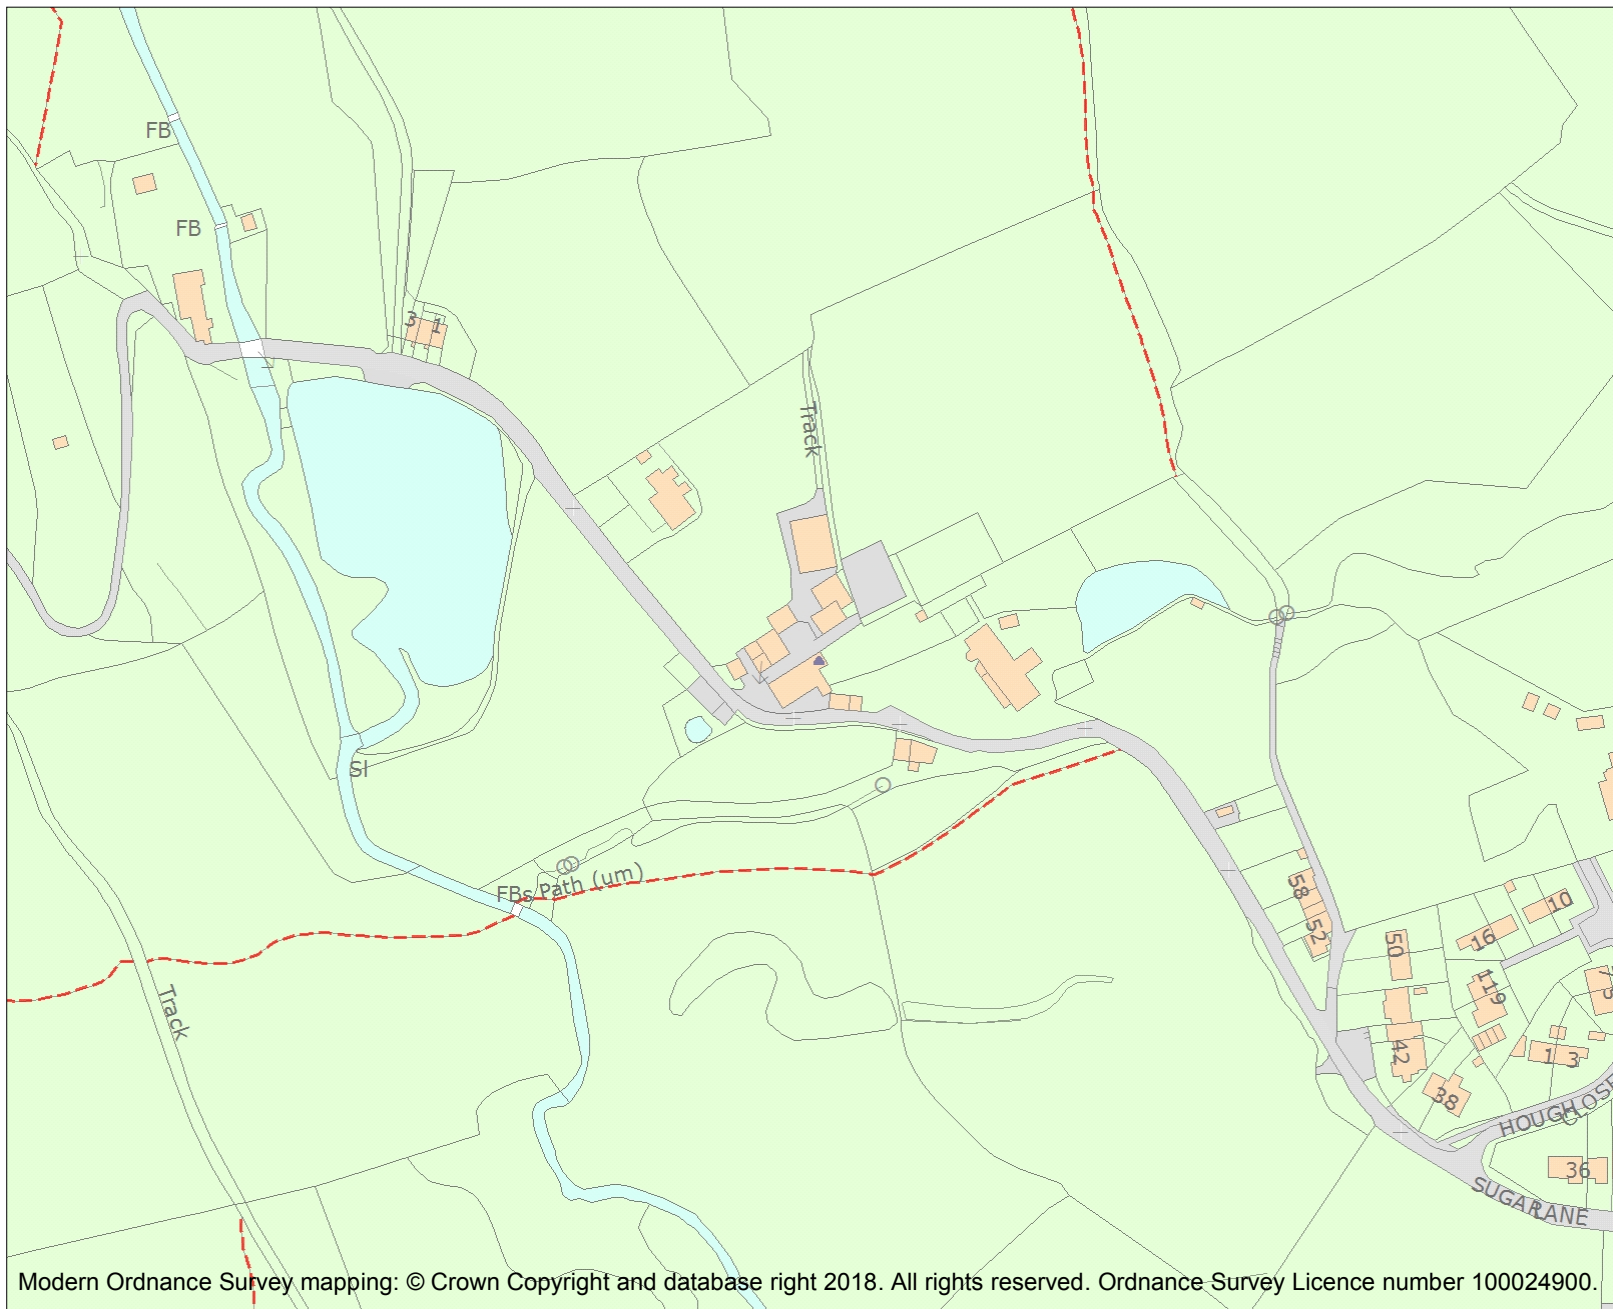 FB
FB
3
1
Track
Sl
FBs
Path (um)
58
52
50
10
16
119
Track
42
1
3
38
HOUGH
CLOSE
36
SUGAR LANE
Modern Ordnance Survey mapping: © Crown Copyright and database right 2018. All rights reserved. Ordnance Survey Licence number 100024900.